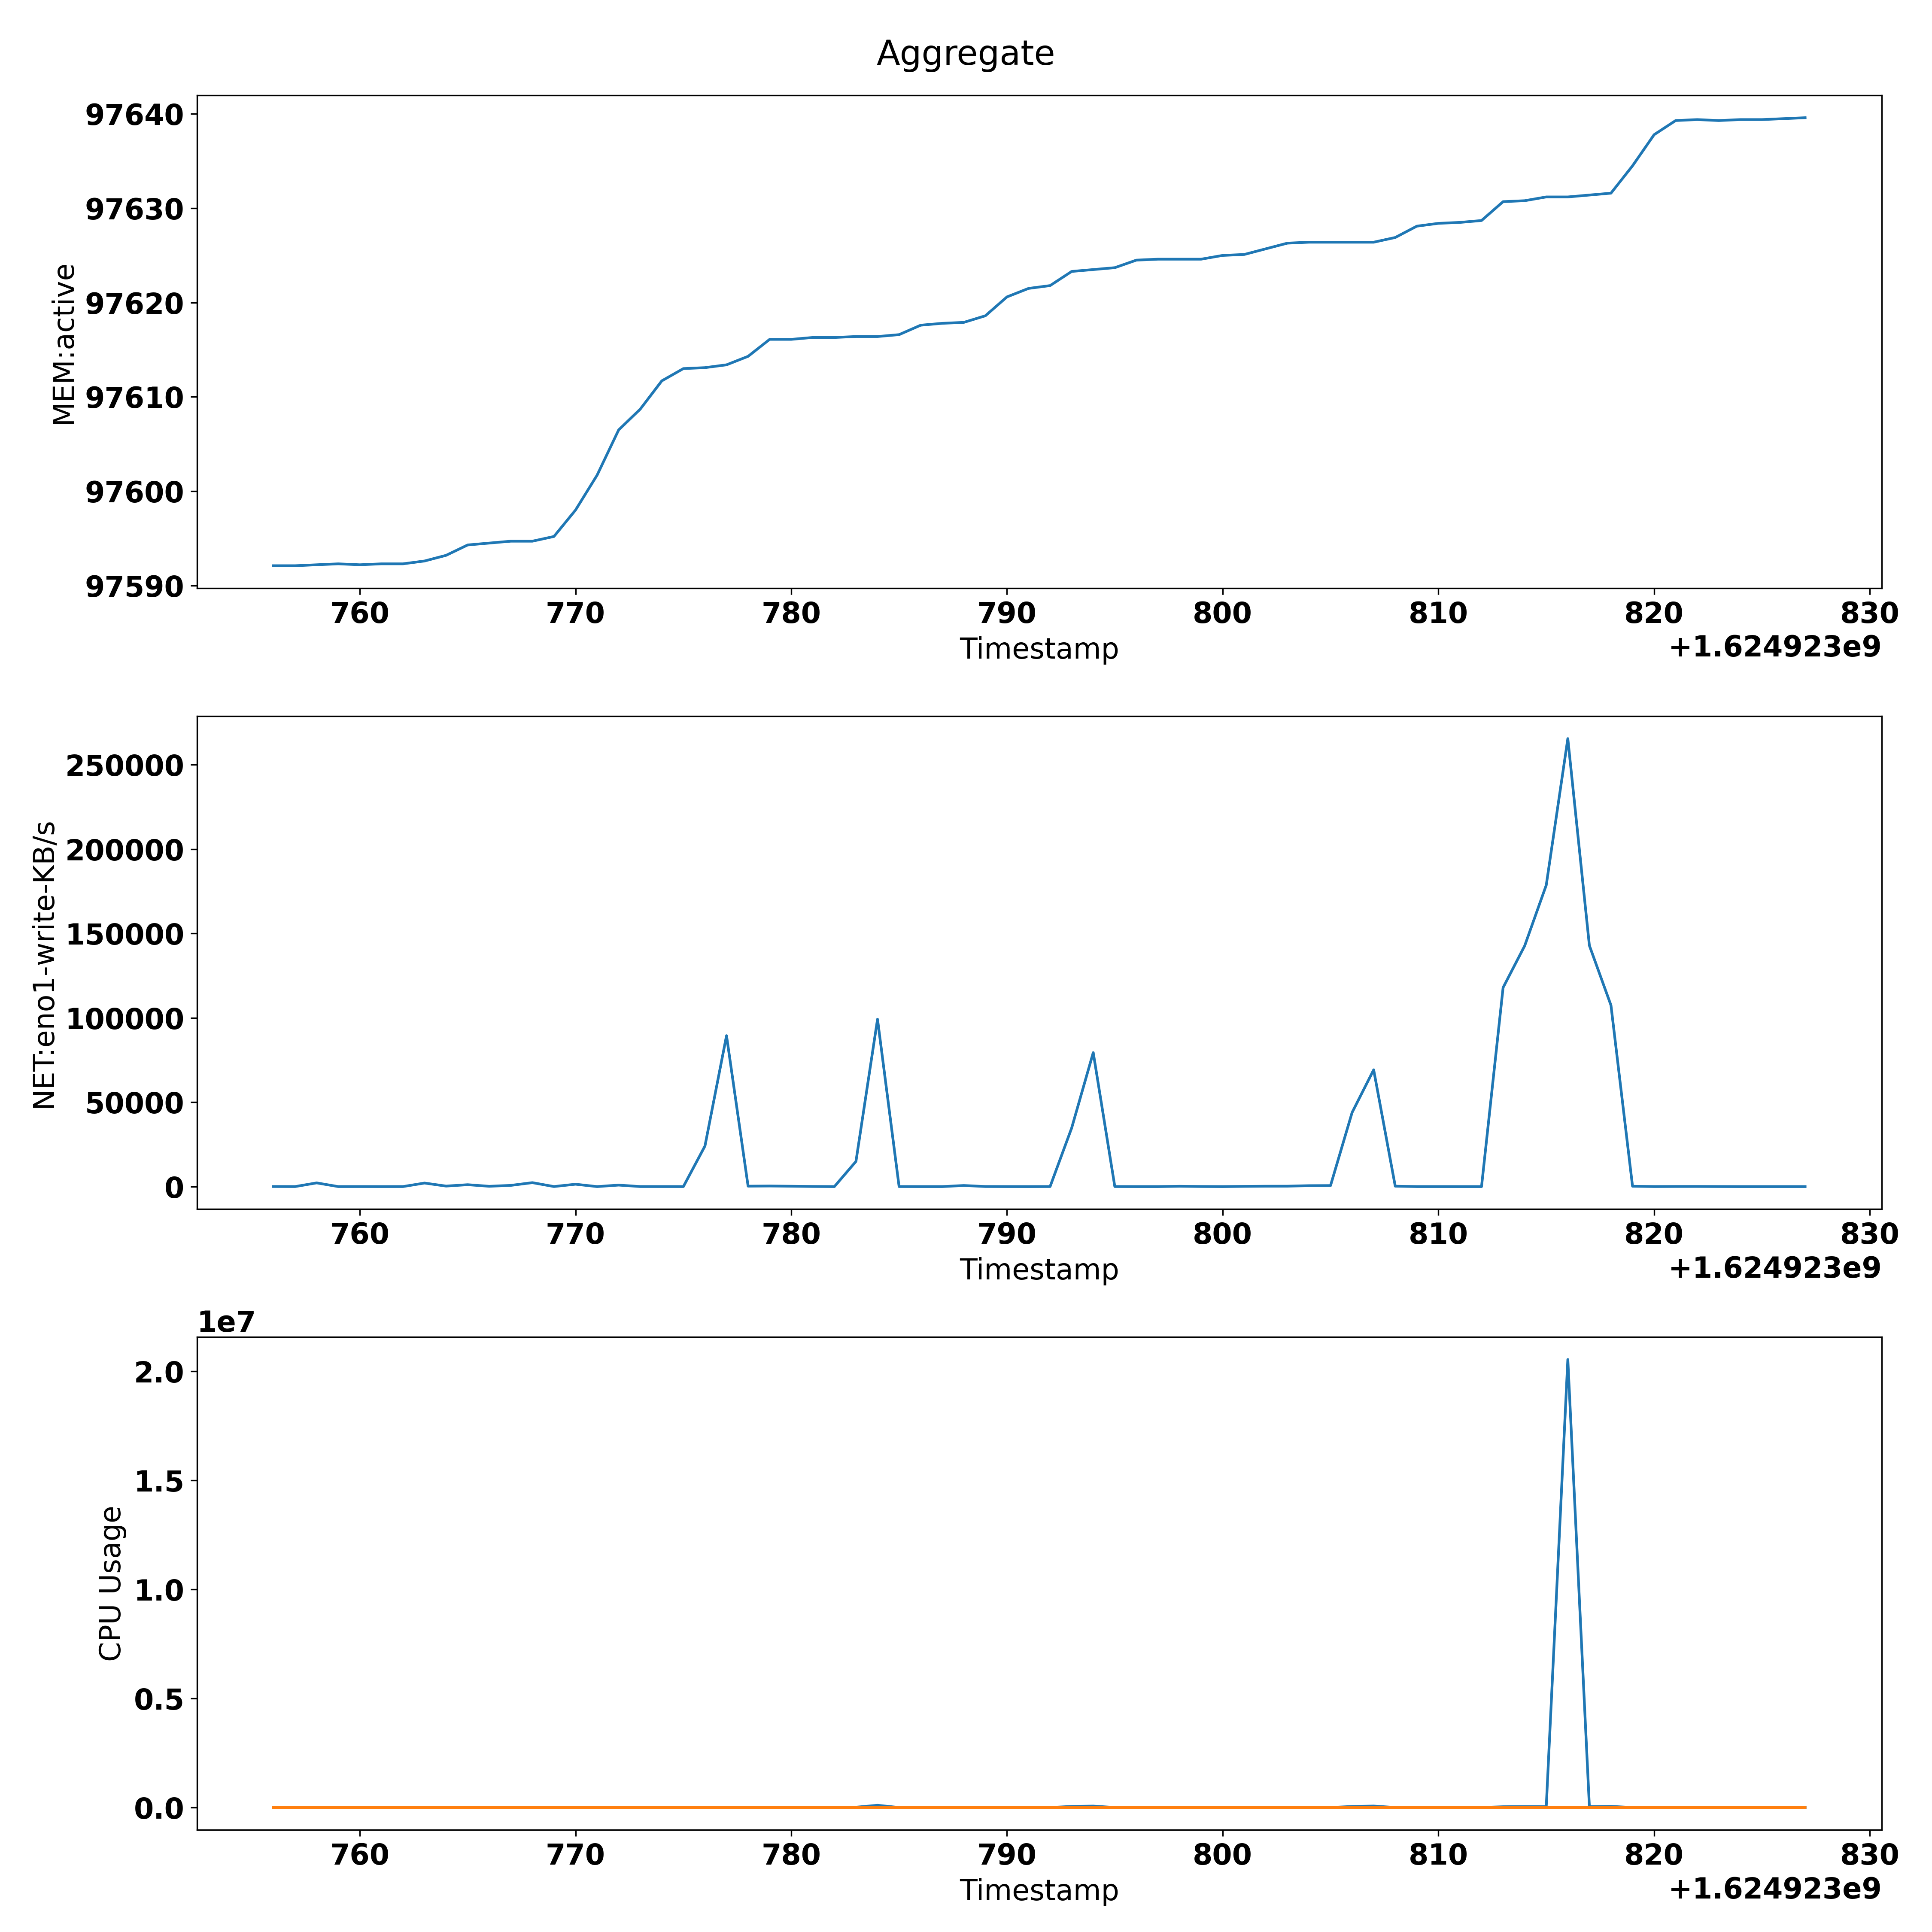 Aggregate
97640
97630
97620
97610
97600
97590
MEM:active
760 770 780 790 800 810 820 830
Timestamp
+1.624923e9
250000
200000
150000
100000
50000
0
NET:eno1-write-KB/s
760 770 780 790 800 810 820 830
Timestamp
+1.624923e9
1e7
2.0
1.5
1.0
0.5
0.0
CPU Usage
760 770 780 790 800 810 820 830
Timestamp
+1.624923e9